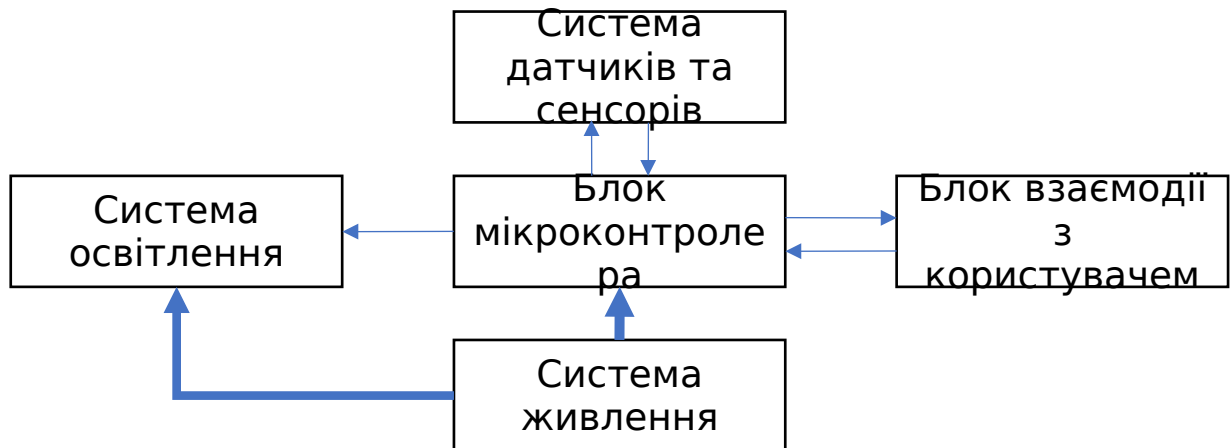 Система
датчиків та
сенсорів
Система
освітлення
Блок
мікроконтроле
ра
Блок взаємодії
з
користувачем
Система
живлення